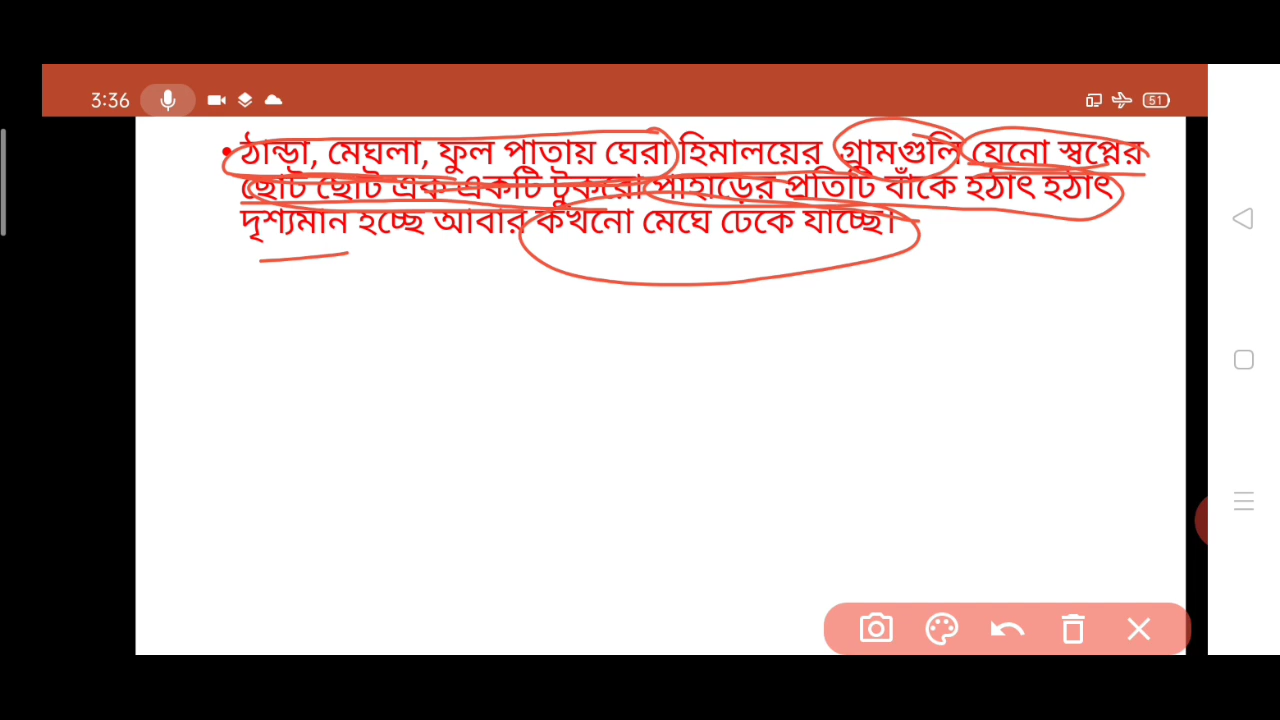 3:36
51
• ঠান্ডা, মেঘলা, ফুল পাতায় ঘেরা হিমালয়ের গ্রামগুলি যেনো স্বপ্নের
ছোট ছোট এক একটি টুকরো পাহাড়ের প্রতিটি বাঁকে হঠাৎ হঠাৎ
দৃশ্যমান হচ্ছে আবার কখনো মেঘে ঢেকে যাচ্ছে।